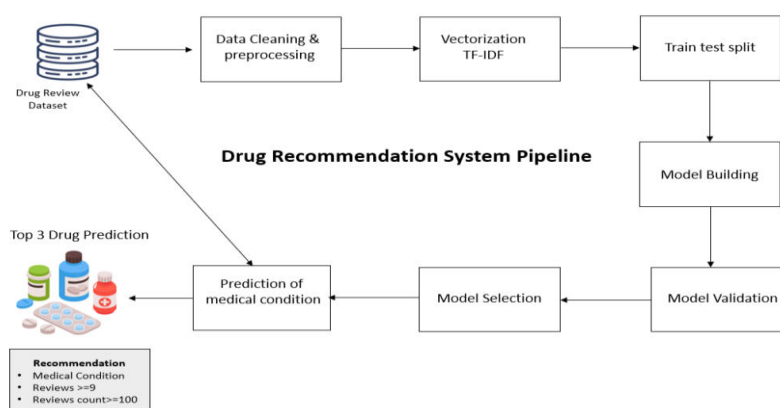 Data Cleaning &
preprocessing
Vectorization
TF-IDF
Train test split
Drug Review
Dataset
Drug Recommendation System Pipeline
Model Building
Top 3 Drug Prediction
Prediction of
medical condition
Model Selection
Model Validation
Recommendation
• Medical Condition
• Reviews >=9
• Reviews count>=100